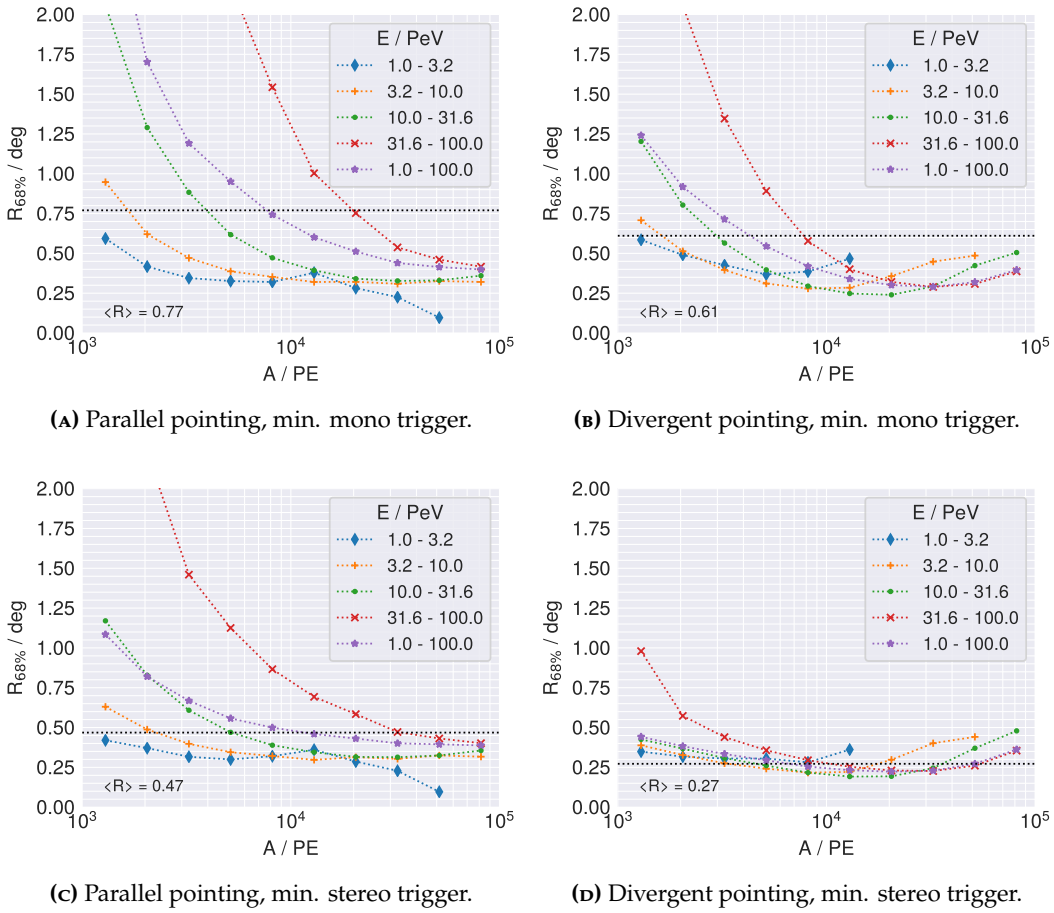 2.00
1.75
1.50
1.25
1.00
0.75
0.50
0.25
0.00
R68% / deg
E / PeV
1.0 - 3.2
3.2 - 10.0
10.0 - 31.6
31.6 - 100.0
1.0 - 100.0
<R> = 0.77
10³ 10⁴ 10⁵
A / PE
(A) Parallel pointing, min. mono trigger.
2.00
1.75
1.50
1.25
1.00
0.75
0.50
0.25
0.00
R68% / deg
E / PeV
1.0 - 3.2
3.2 - 10.0
10.0 - 31.6
31.6 - 100.0
1.0 - 100.0
<R> = 0.61
10³ 10⁴ 10⁵
A / PE
(B) Divergent pointing, min. mono trigger.
2.00
1.75
1.50
1.25
1.00
0.75
0.50
0.25
0.00
R68% / deg
E / PeV
1.0 - 3.2
3.2 - 10.0
10.0 - 31.6
31.6 - 100.0
1.0 - 100.0
<R> = 0.47
10³ 10⁴ 10⁵
A / PE
(C) Parallel pointing, min. stereo trigger.
2.00
1.75
1.50
1.25
1.00
0.75
0.50
0.25
0.00
R68% / deg
E / PeV
1.0 - 3.2
3.2 - 10.0
10.0 - 31.6
31.6 - 100.0
1.0 - 100.0
<R> = 0.27
10³ 10⁴ 10⁵
A / PE
(D) Divergent pointing, min. stereo trigger.